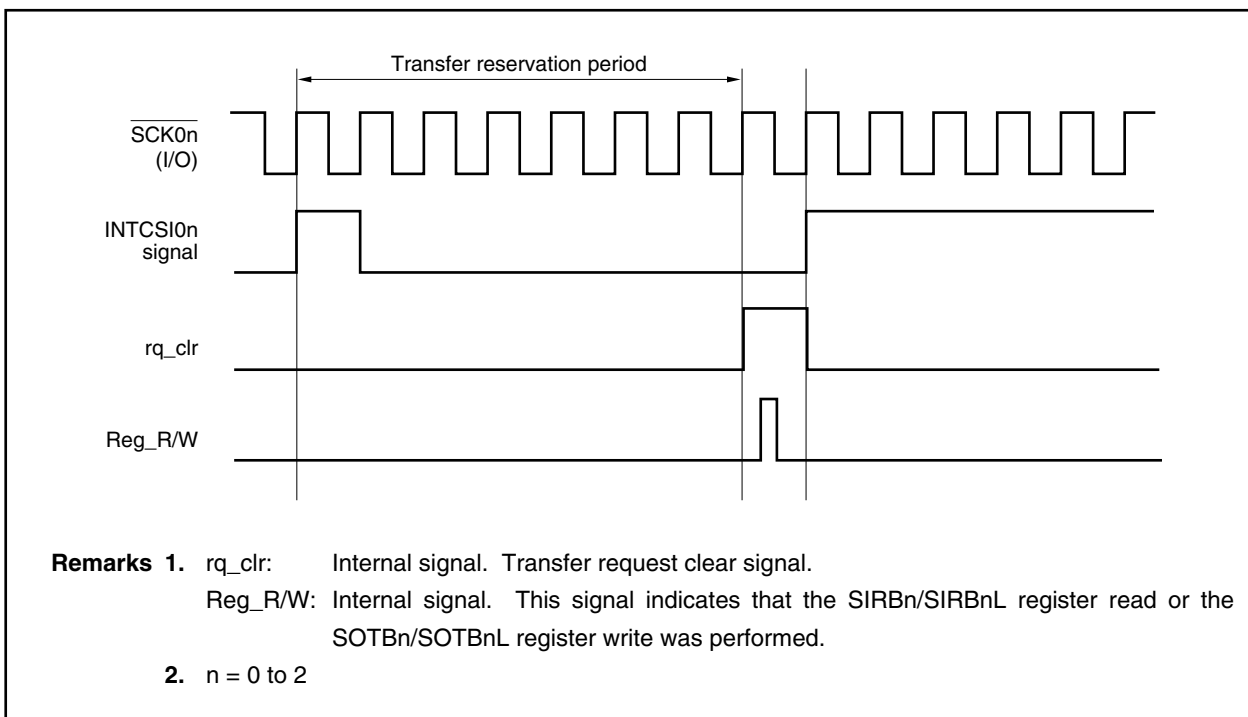 Transfer reservation period
SCK0n
(I/O)
INTCSI0n
signal
rq_clr
Reg_R/W
Remarks 1. rq_clr: Internal signal. Transfer request clear signal.
Reg_R/W: Internal signal. This signal indicates that the SIRBn/SIRBnL register read or the
SOTBn/SOTBnL register write was performed.
2. n = 0 to 2